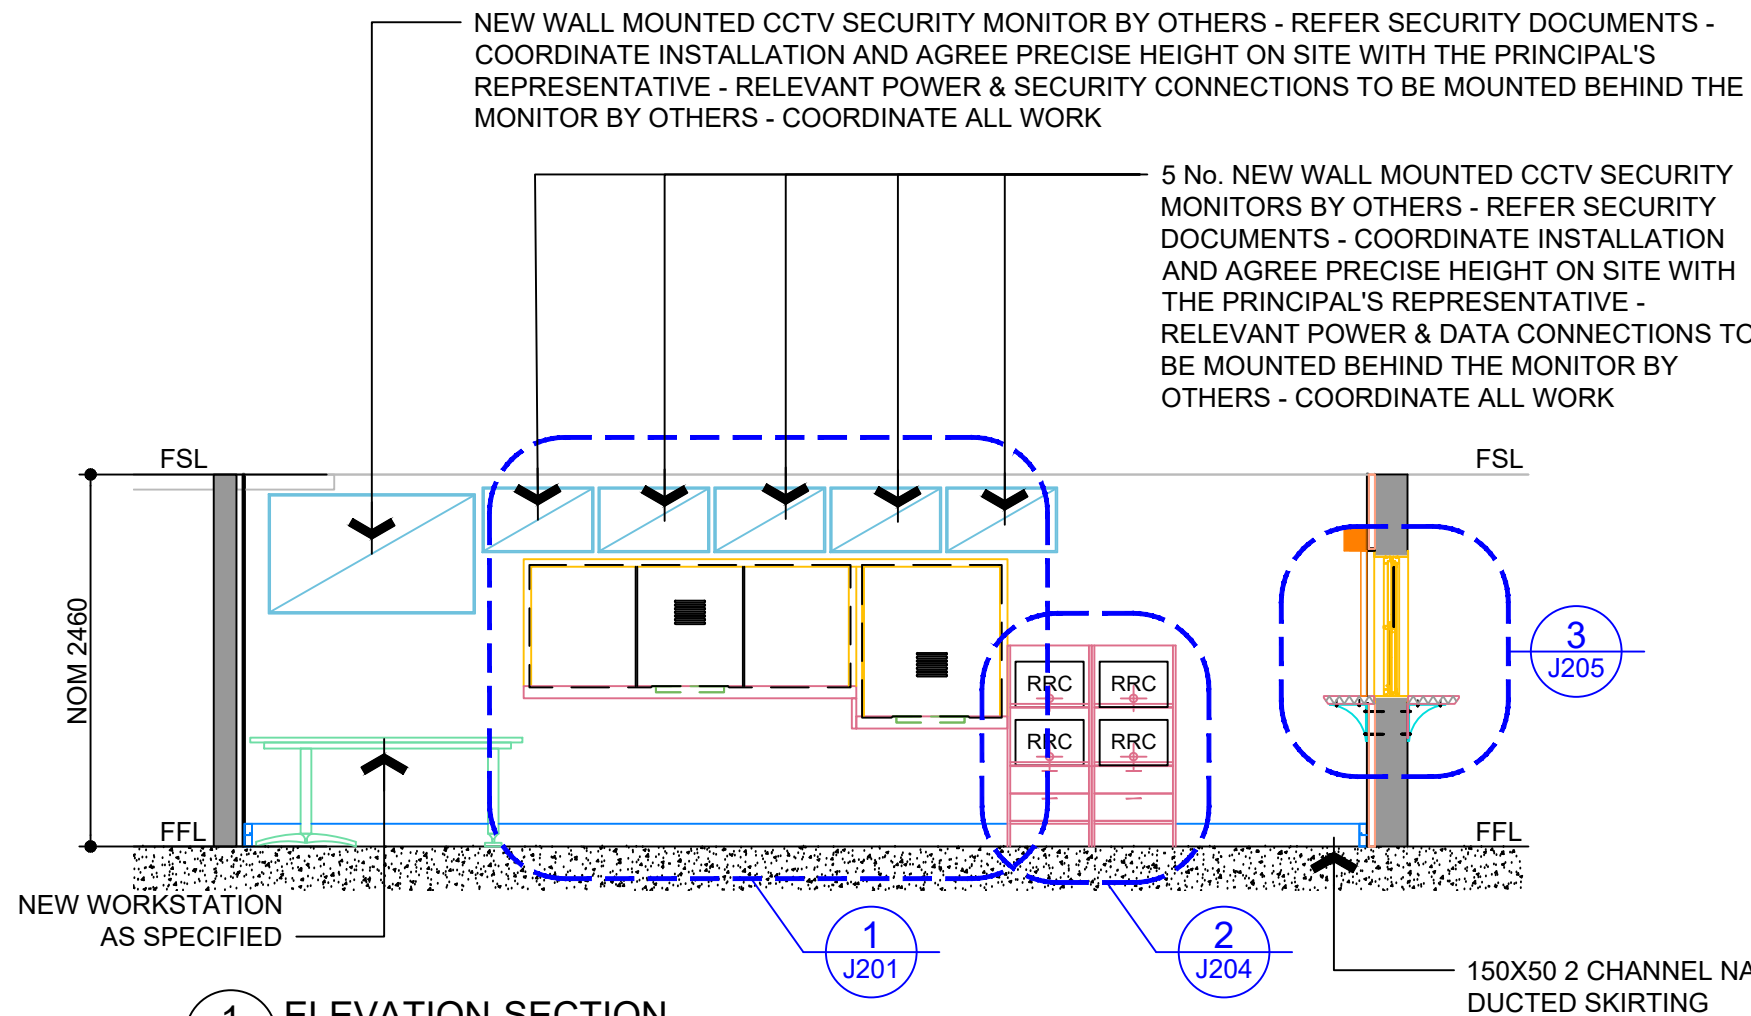 NEW WALL MOUNTED CCTV SECURITY MONITOR BY OTHERS - REFER SECURITY DOCUMENTS -
COORDINATE INSTALLATION AND AGREE PRECISE HEIGHT ON SITE WITH THE PRINCIPAL'S
REPRESENTATIVE - RELEVANT POWER & SECURITY CONNECTIONS TO BE MOUNTED BEHIND THE
MONITOR BY OTHERS - COORDINATE ALL WORK
5 No. NEW WALL MOUNTED CCTV SECURITY
MONITORS BY OTHERS - REFER SECURITY
DOCUMENTS - COORDINATE INSTALLATION
AND AGREE PRECISE HEIGHT ON SITE WITH
THE PRINCIPAL'S REPRESENTATIVE -
RELEVANT POWER & DATA CONNECTIONS TO
BE MOUNTED BEHIND THE MONITOR BY
OTHERS - COORDINATE ALL WORK
FSL
FSL
NOM 2460
RRC
RRC
RRC
RRC
3
J205
FFL
FFL
NEW WORKSTATION
AS SPECIFIED
1
J201
2
J204
150X50 2 CHANNEL NA
DUCTED SKIRTING
1
ELEVATION SECTION